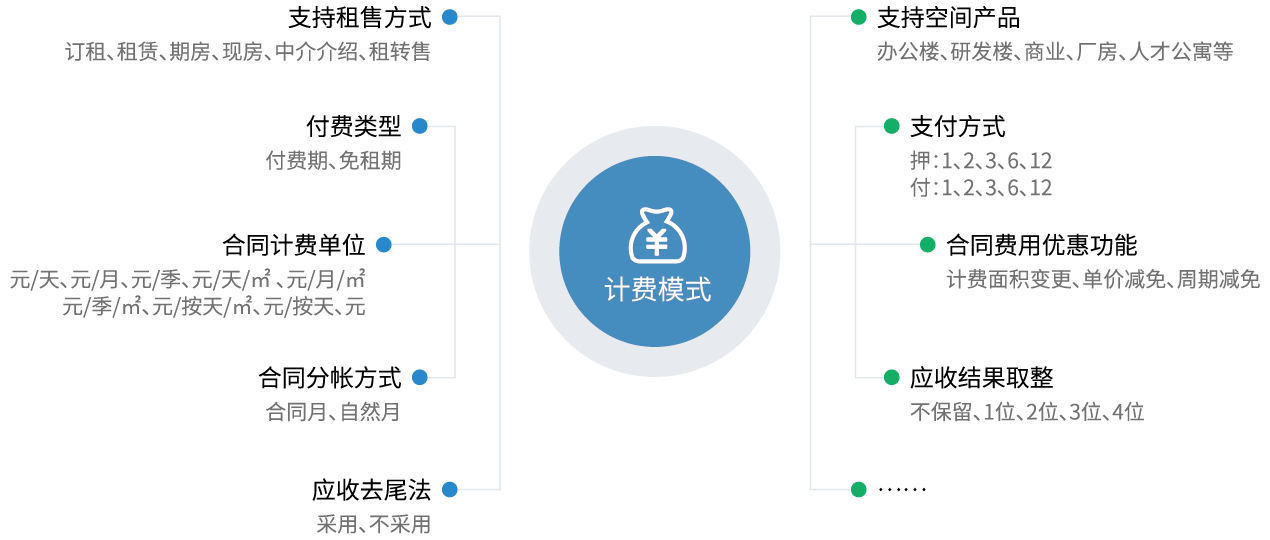 支持租售方式
订租、租赁、期房、现房、中介介绍、租转售
付费类型
付费期、免租期
合同计费单位
元/天、元/月、元/季、元/天/㎡ 、元/月/㎡
元/季/㎡、元/按天/㎡、元/按天、元
合同分帐方式
合同月、自然月
应收去尾法
采用、不采用
计费模式
支持空间产品
办公楼、研发楼、商业、厂房、人才公寓等
支付方式
押：1、2、3、6、12
付：1、2、3、6、12
合同费用优惠功能
计费面积变更、单价减免、周期减免
应收结果取整
不保留、1位、2位、3位、4位
……